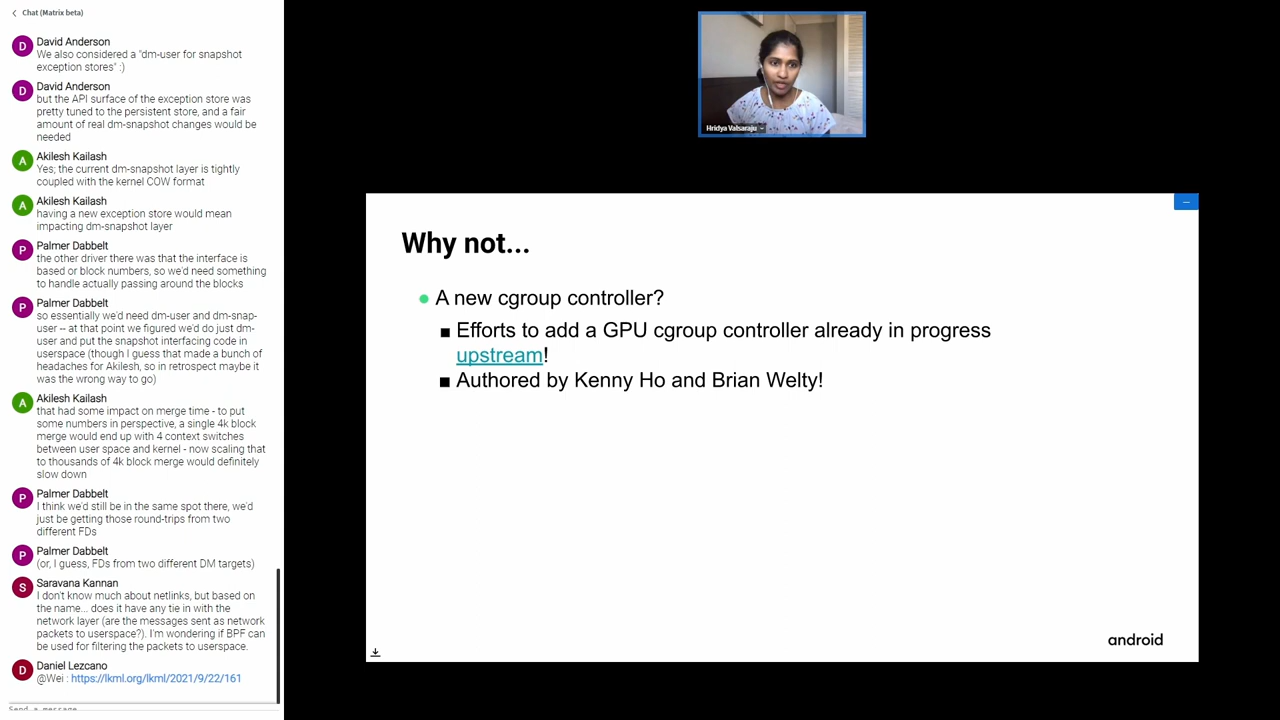 Chat (Matrix beta)
David Anderson
We also considered a "dm-user for snapshot
exception stores" :)
David Anderson
but the API surface of the exception store was
pretty tuned to the persistent store, and a fair
amount of real dm-snapshot changes would be
needed
Akilesh Kailash
Yes; the current dm-snapshot layer is tightly
coupled with the kernel COW format
Akilesh Kailash
having a new exception store would mean
impacting dm-snapshot layer
Palmer Dabbelt
the other driver there was that the interface is
based or block numbers, so we'd need something
to handle actually passing around the blocks
Palmer Dabbelt
so essentially we'd need dm-user and dm-snap-
user -- at that point we figured we'd do just dm-
user and put the snapshot interfacing code in
userspace (though I guess that made a bunch of
headaches for Akilesh, so in retrospect maybe it
was the wrong way to go)
Akilesh Kailash
that had some impact on merge time - to put
some numbers in perspective, a single 4k block
merge would end up with 4 context switches
between user space and kernel - now scaling that
to thousands of 4k block merge would definitely
slow down
Palmer Dabbelt
I think we'd still be in the same spot there, we'd
just be getting those round-trips from two
different FDs
Palmer Dabbelt
(or, I guess, FDs from two different DM targets)
Saravana Kannan
I don't know much about netlinks, but based on
the name... does it have any tie in with the
network layer (are the messages sent as network
packets to userspace?). I'm wondering if BPF can
be used for filtering the packets to userspace.
Daniel Lezcano
@Wei : https://lkml.org/lkml/2021/9/22/161
Send a message
Hridya Valsaraju
Why not...
A new cgroup controller?
Efforts to add a GPU cgroup controller already in progress
upstream!
Authored by Kenny Ho and Brian Welty!
android